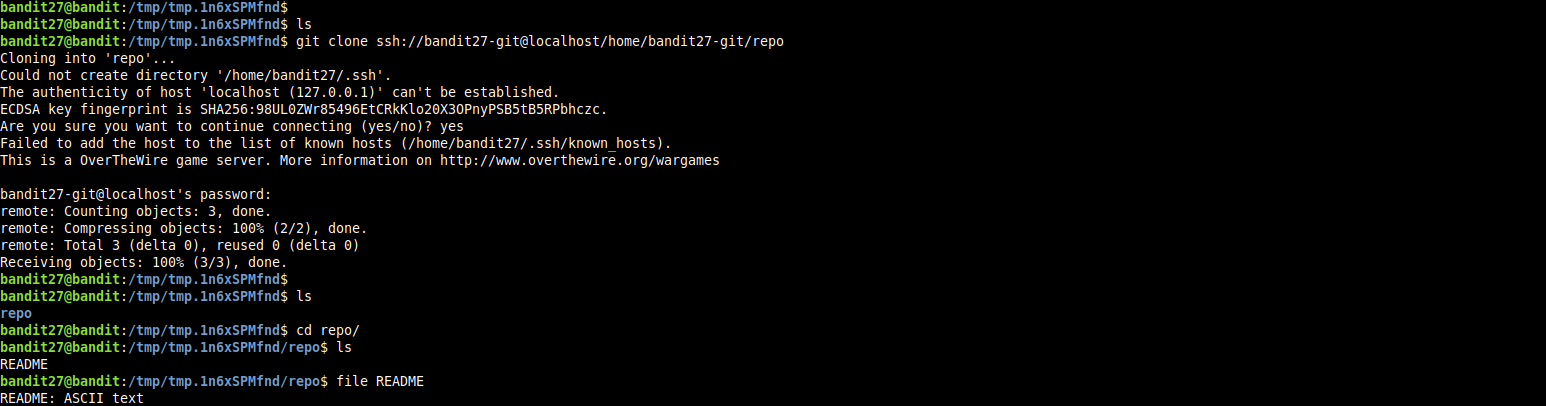 bandit27@bandit:/tmp/tmp.1n6xSPMfnd$
bandit27@bandit:/tmp/tmp.1n6xSPMfnd$ ls
bandit27@bandit:/tmp/tmp.1n6xSPMfnd$ git clone ssh://bandit27-git@localhost/home/bandit27-git/repo
Cloning into 'repo'...
Could not create directory '/home/bandit27/.ssh'.
The authenticity of host 'localhost (127.0.0.1)' can't be established.
ECDSA key fingerprint is SHA256:98UL0ZWr85496EtCRkKlo20X3OPnyPSB5tB5RPbhczc.
Are you sure you want to continue connecting (yes/no)? yes
Failed to add the host to the list of known hosts (/home/bandit27/.ssh/known_hosts).
This is a OverTheWire game server. More information on http://www.overthewire.org/wargames
bandit27-git@localhost's password:
remote: Counting objects: 3, done.
remote: Compressing objects: 100% (2/2), done.
remote: Total 3 (delta 0), reused 0 (delta 0)
Receiving objects: 100% (3/3), done.
bandit27@bandit:/tmp/tmp.1n6xSPMfnd$
bandit27@bandit:/tmp/tmp.1n6xSPMfnd$ ls
repo
bandit27@bandit:/tmp/tmp.1n6xSPMfnd$ cd repo/
bandit27@bandit:/tmp/tmp.1n6xSPMfnd/repo$ ls
README
bandit27@bandit:/tmp/tmp.1n6xSPMfnd/repo$ file README
README: ASCII text